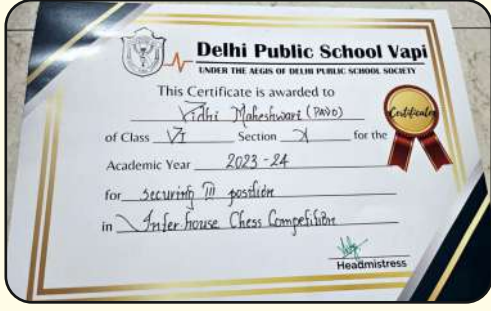 Delhi Public School Vapi
UNDER THE AEGIS OF DELHI PUBLIC SCHOOL SOCIETY
This Certificate is awarded to
Vidhi Maheshwari (PAVO)
of Class VI Section X for the
Certificate
Academic Year 2023-24
for securing III position
in Inter house Chess Competition
Headmistress